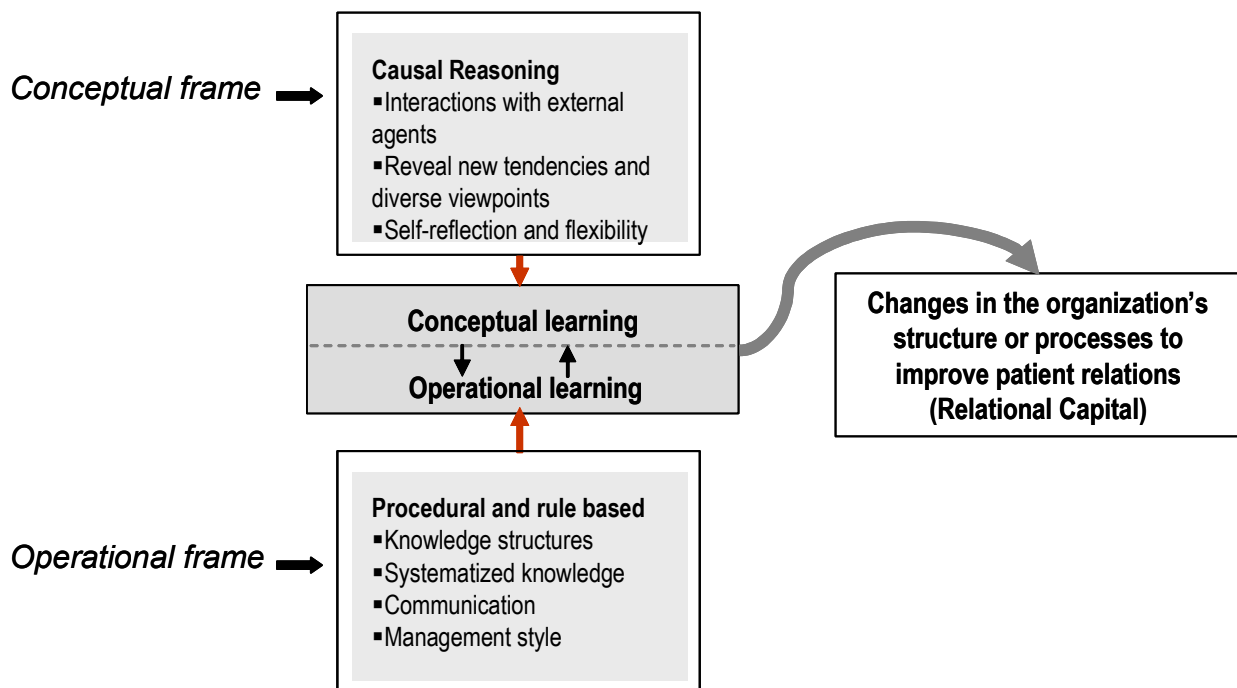 Conceptual frame
Causal Reasoning
▪Interactions with external
agents
▪Reveal new tendencies and
diverse viewpoints
▪Self-reflection and flexibility
Conceptual learning
Operational learning
Changes in the organization’s
structure or processes to
improve patient relations
(Relational Capital)
Operational frame
Procedural and rule based
▪Knowledge structures
▪Systematized knowledge
▪Communication
▪Management style